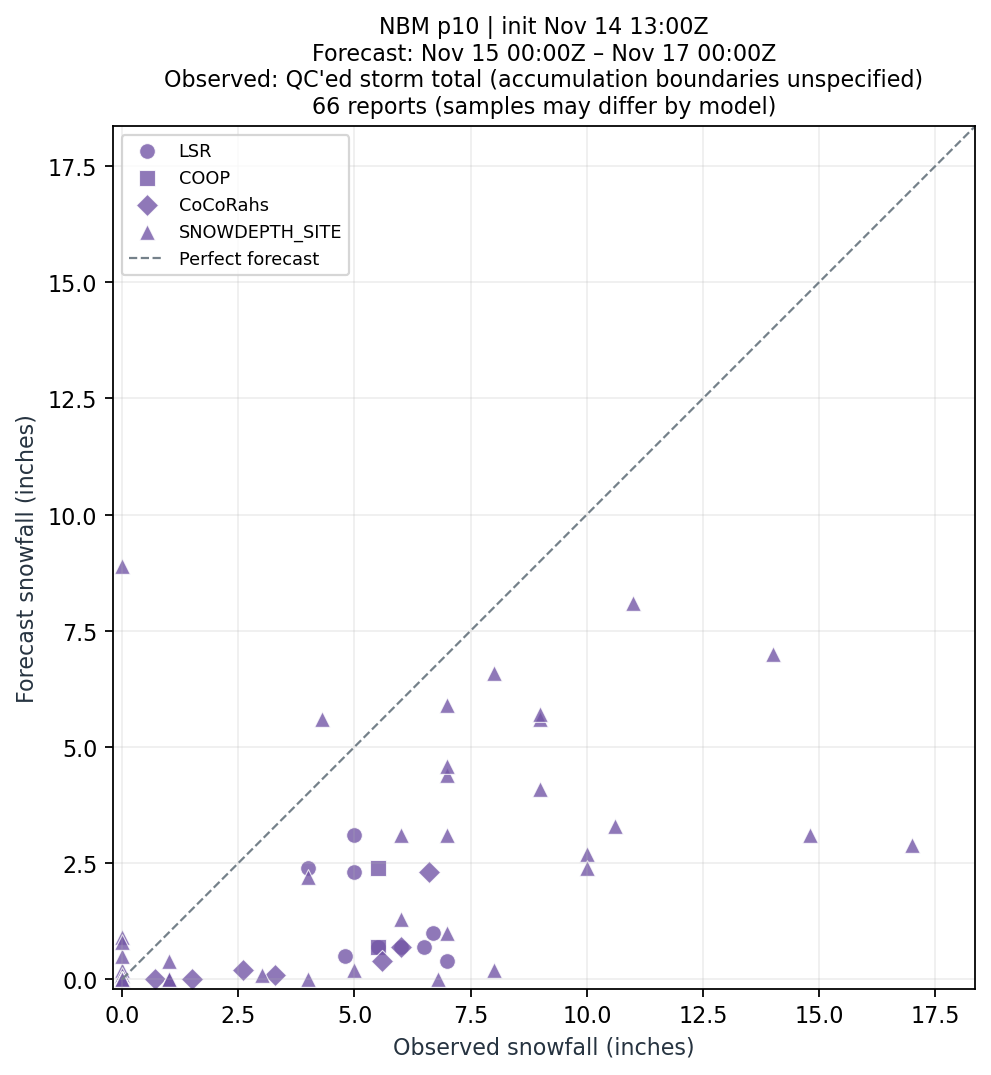 NBM p10 | init Nov 14 13:00Z
Forecast: Nov 15 00:00Z – Nov 17 00:00Z
Observed: QC'ed storm total (accumulation boundaries unspecified)
66 reports (samples may differ by model)
LSR
COOP
CoCoRahs
SNOWDEPTH_SITE
Perfect forecast
Forecast snowfall (inches)
17.5
15.0
12.5
10.0
7.5
5.0
2.5
0.0
0.0 2.5 5.0 7.5 10.0 12.5 15.0 17.5
Observed snowfall (inches)